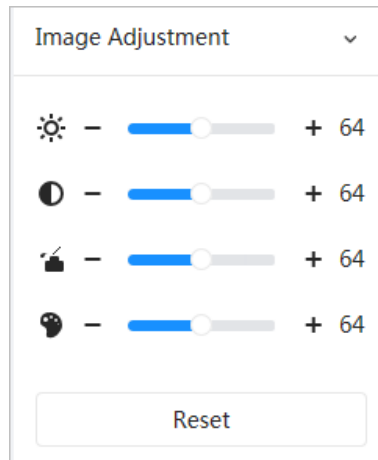 Image Adjustment
− + 64
− + 64
− + 64
− + 64
Reset